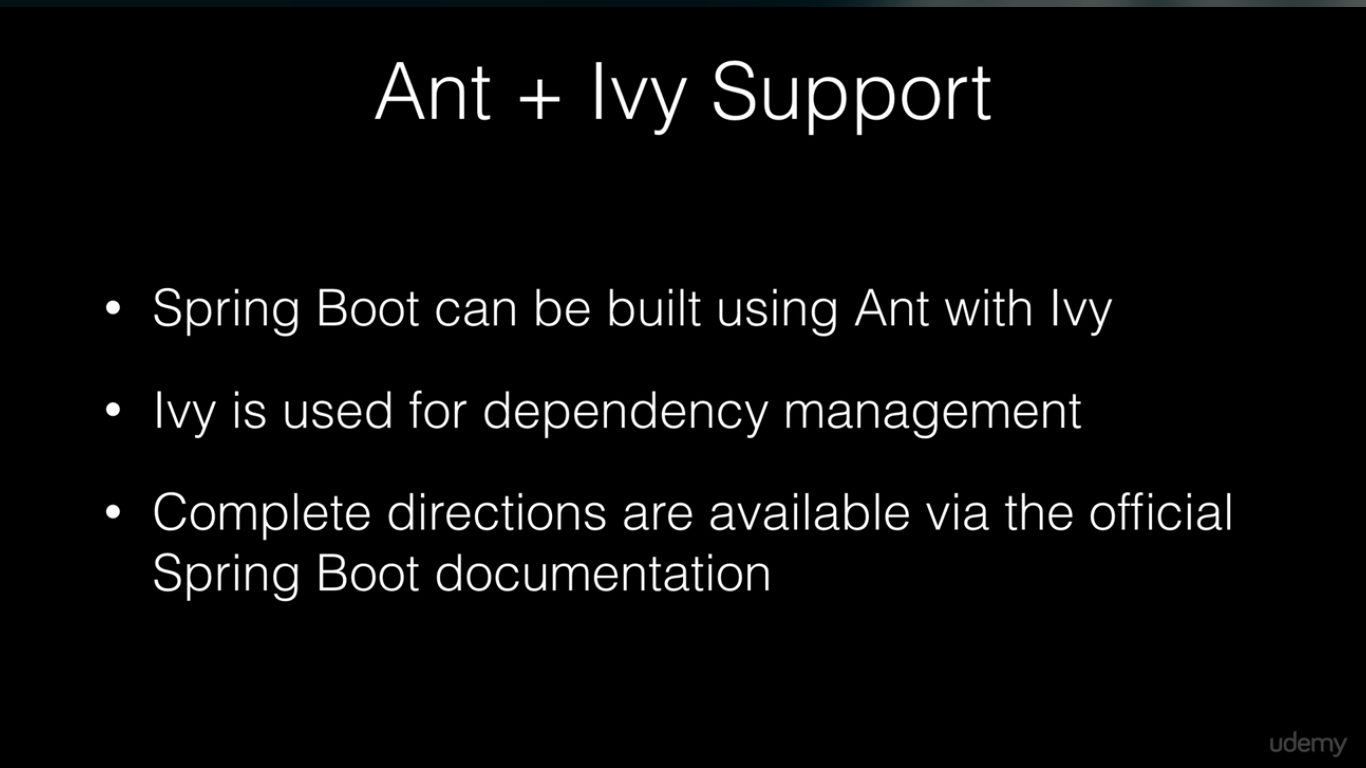 Ant + Ivy Support
• Spring Boot can be built using Ant with Ivy
• Ivy is used for dependency management
• Complete directions are available via the official
Spring Boot documentation
udemy